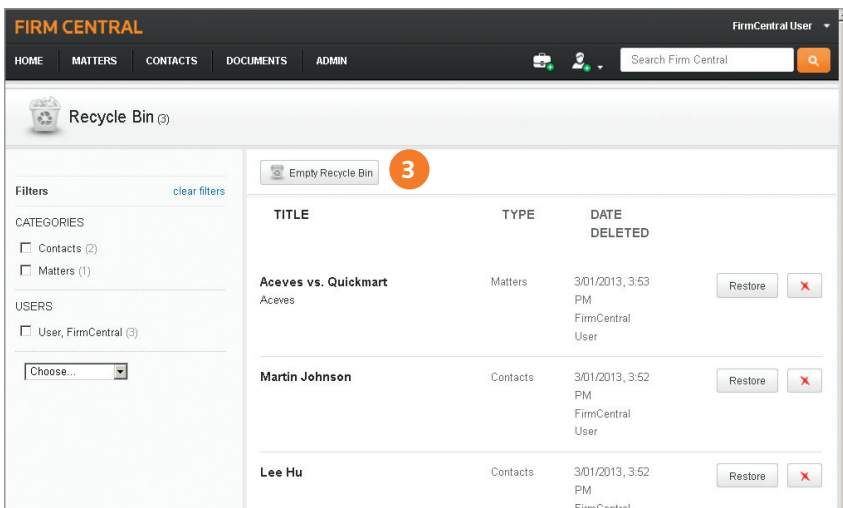 FIRM CENTRAL
FirmCentral User
HOME MATTERS CONTACTS DOCUMENTS ADMIN
Search Firm Central
Recycle Bin (3)
Filters clear filters
CATEGORIES
Contacts (2)
Matters (1)
USERS
User, FirmCentral (3)
Choose...
Empty Recycle Bin 3
TITLE TYPE DATE
DELETED
Aceves vs. Quickmart Matters 3/01/2013, 3:53 Restore
Aceves PM
FirmCentral
User
Martin Johnson Contacts 3/01/2013, 3:52 Restore
PM
FirmCentral
User
Lee Hu Contacts 3/01/2013, 3:52 Restore
PM
FirmCentral